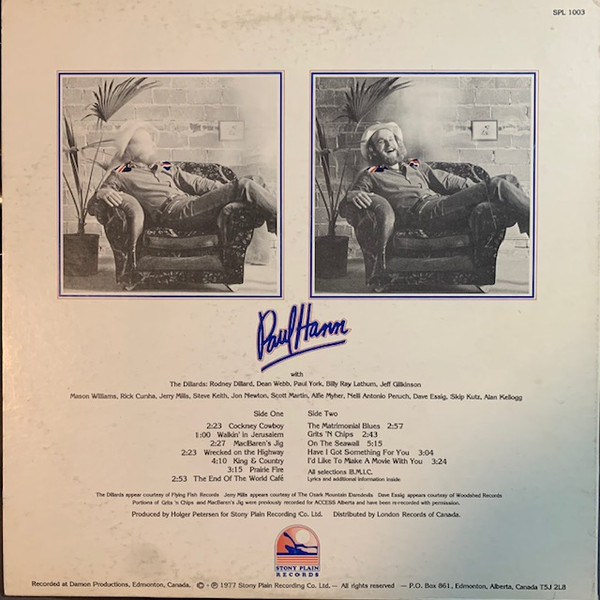 SPL 1003
Paul Hann
with
The Dillards: Rodney Dillard, Dean Webb, Paul York, Billy Ray Lathum, Jeff Gilkinson
Mason Williams, Rick Cunha, Jerry Mills, Steve Keith, Jon Newton, Scott Martin, Alfie Myher, Neill Antonio Peruch, Dave Essig, Skip Kutz, Alan Kellogg
Side One
2:23 Cockney Cowboy
1:00 Walkin' in Jerusalem
2:27 MacBaren's Jig
2:23 Wrecked on the Highway
4:10 King & Country
3:15 Prairie Fire
2:53 The End Of The World Café
Side Two
The Matrimonial Blues 2:57
Grits 'N Chips 2:43
On The Seawall 5:15
Have I Got Something For You 3:04
I'd Like To Make A Movie With You 3:24
All selections (B.M.I.C.
Lyrics and additional information inside.
The Dillards appear courtesy of Flying Fish Records Jerry Mills appears courtesy of The Ozark Mountain Daredevils Dave Essig appears courtesy of Woodshed Records
Portions of Grits 'n Chips and MacBaren's Jig were previously recorded for ACCESS Alberta and have been re-recorded with permission.
Produced by Holger Petersen for Stony Plain Recording Co. Ltd. Distributed by London Records of Canada.
STONY PLAIN
RECORDS
Recorded at Damon Productions, Edmonton, Canada. © • ℗ 1977 Stony Plain Recording Co. Ltd. — All rights reserved — P.O. Box 861, Edmonton, Alberta, Canada T5J 2L8